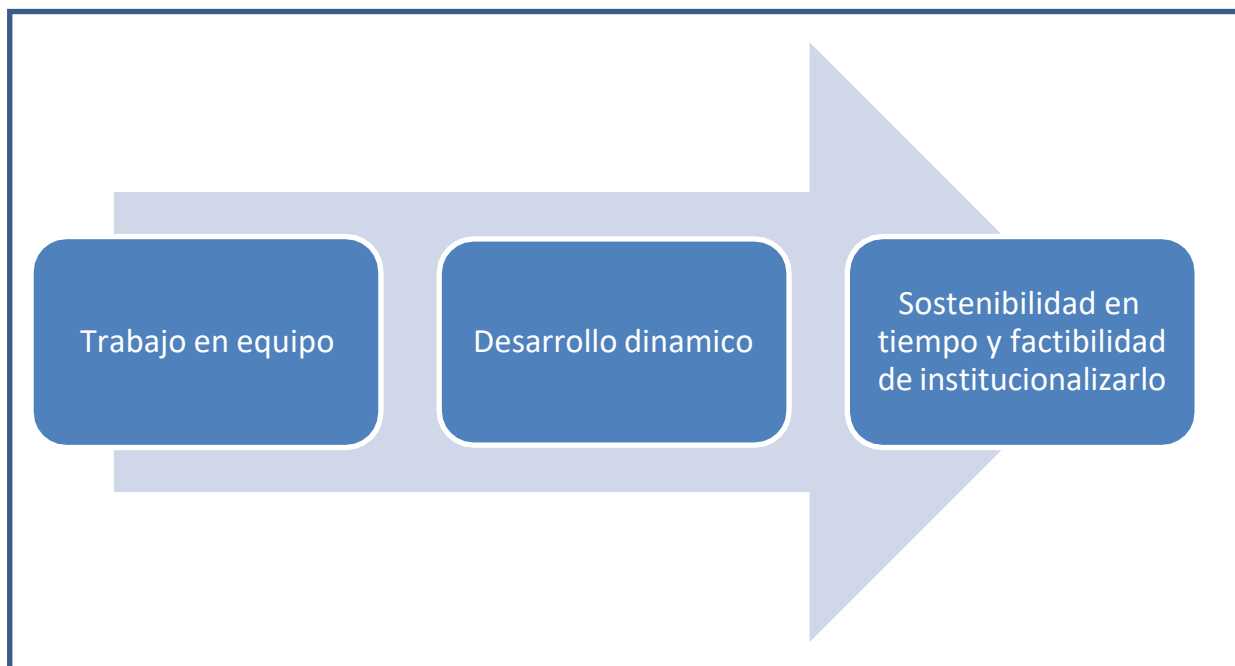 Trabajo en equipo
Desarrollo dinamico
Sostenibilidad en
tiempo y factibilidad
de institucionalizarlo